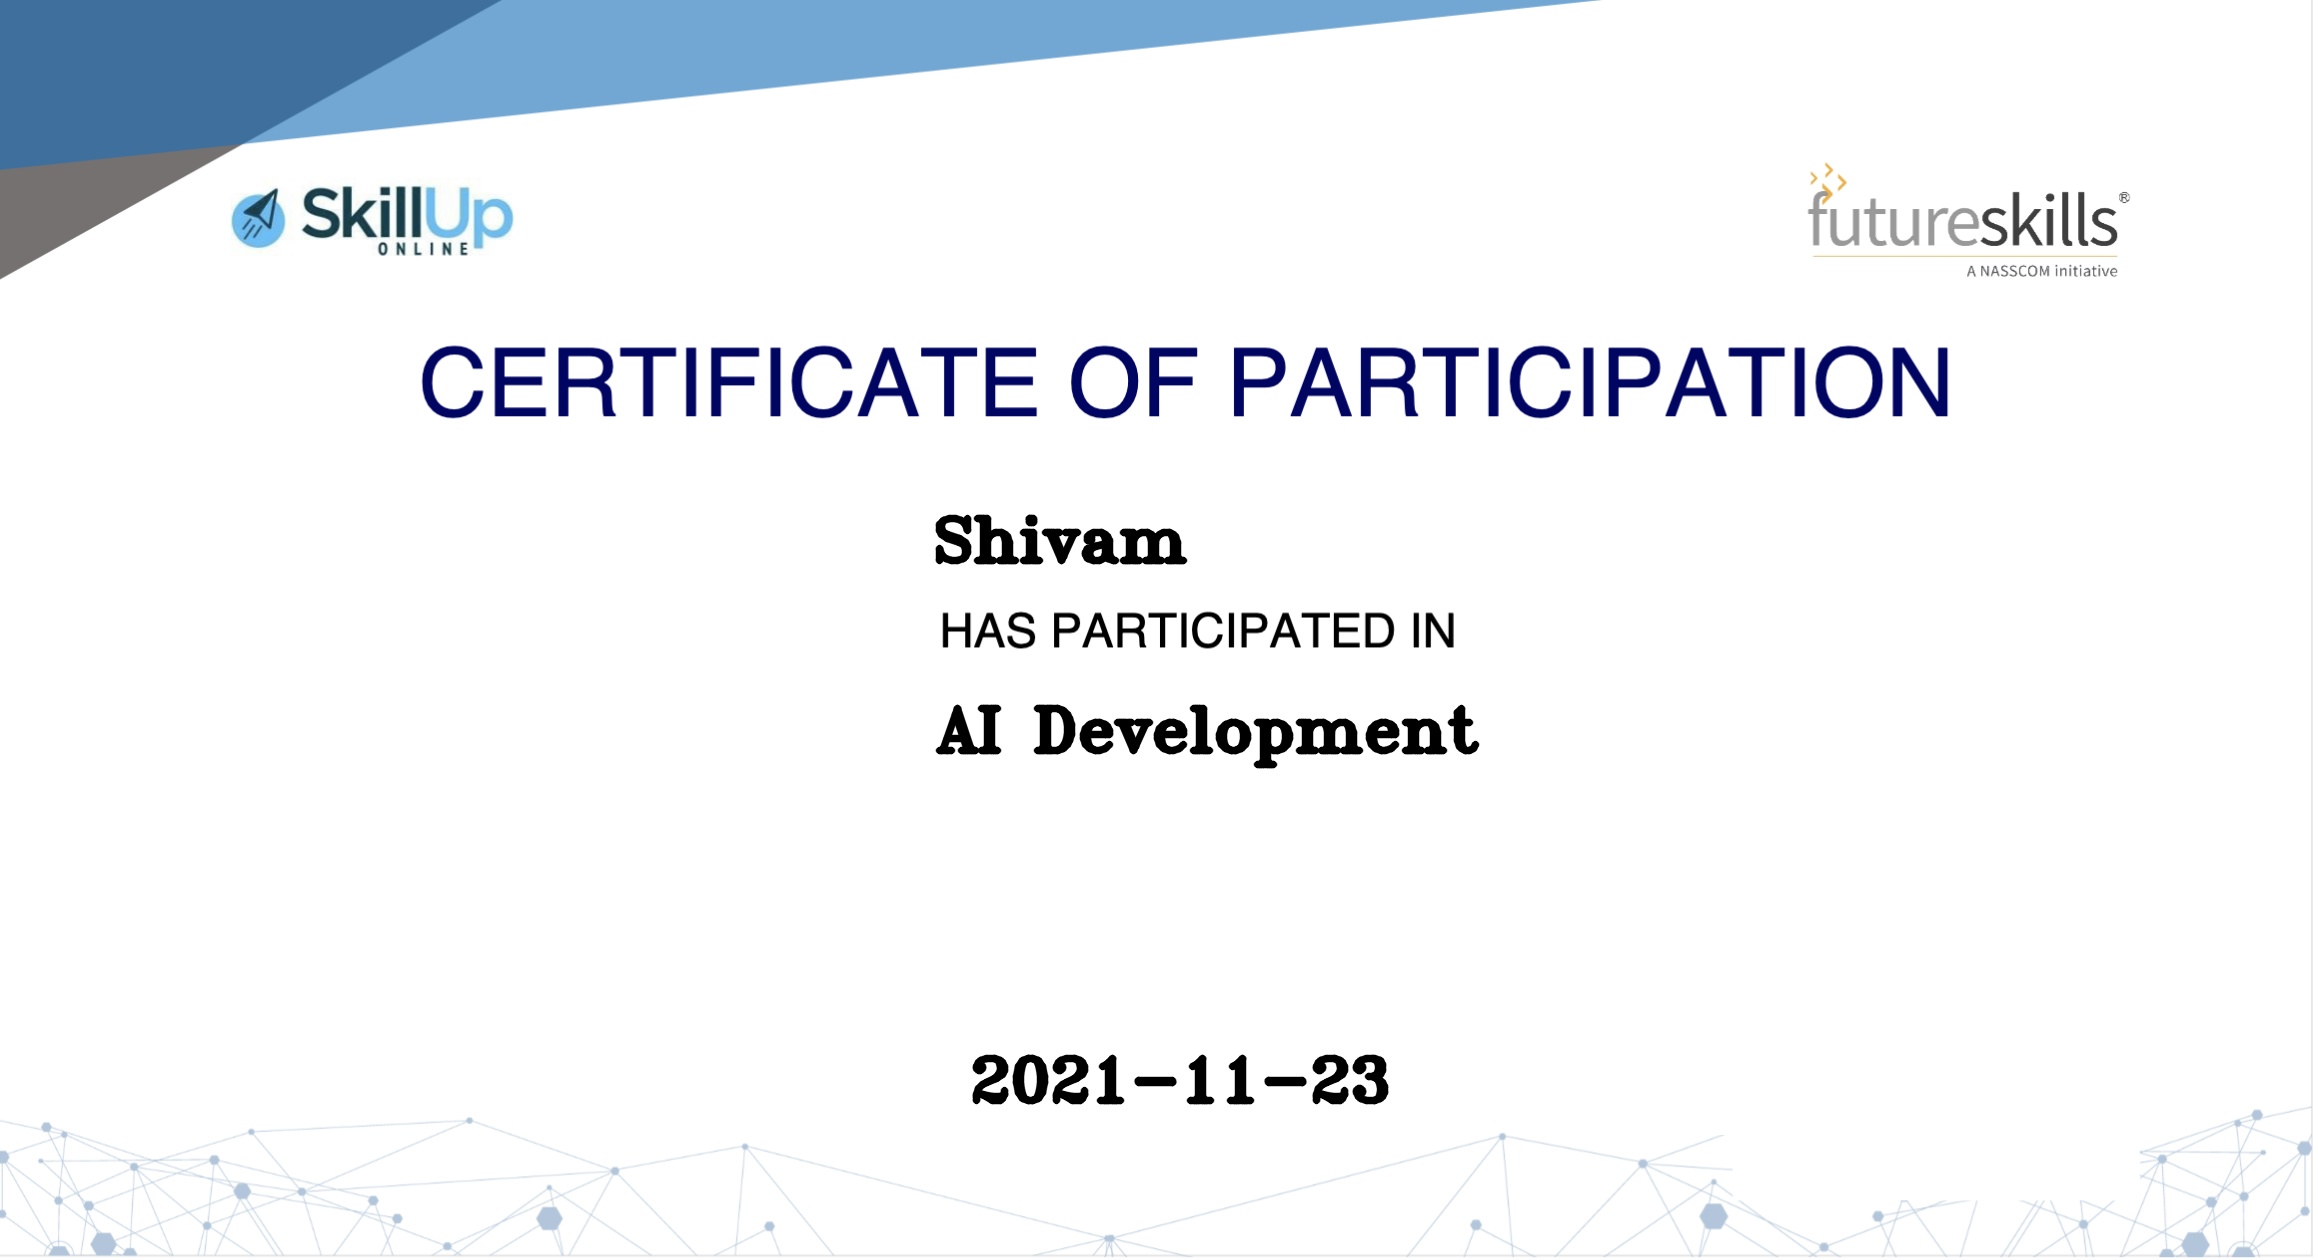 SkillUp
ONLINE
futureskills®
A NASSCOM initiative
CERTIFICATE OF PARTICIPATION
Shivam
HAS PARTICIPATED IN
AI Development
2021-11-23